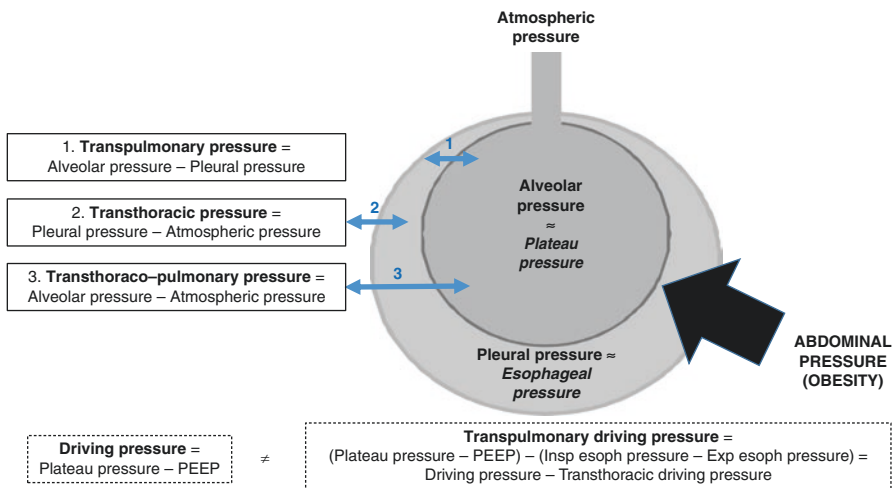 Atmospheric
pressure
1. Transpulmonary pressure =
Alveolar pressure – Pleural pressure
1
2. Transthoracic pressure =
Pleural pressure – Atmospheric pressure
2
3. Transthoraco–pulmonary pressure =
Alveolar pressure – Atmospheric pressure
3
Alveolar
pressure
≈
Plateau
pressure
Pleural pressure ≈
Esophageal
pressure
ABDOMINAL
PRESSURE
(OBESITY)
Driving pressure =
Plateau pressure – PEEP
≠
Transpulmonary driving pressure =
(Plateau pressure – PEEP) – (Insp esoph pressure – Exp esoph pressure) =
Driving pressure – Transthoracic driving pressure